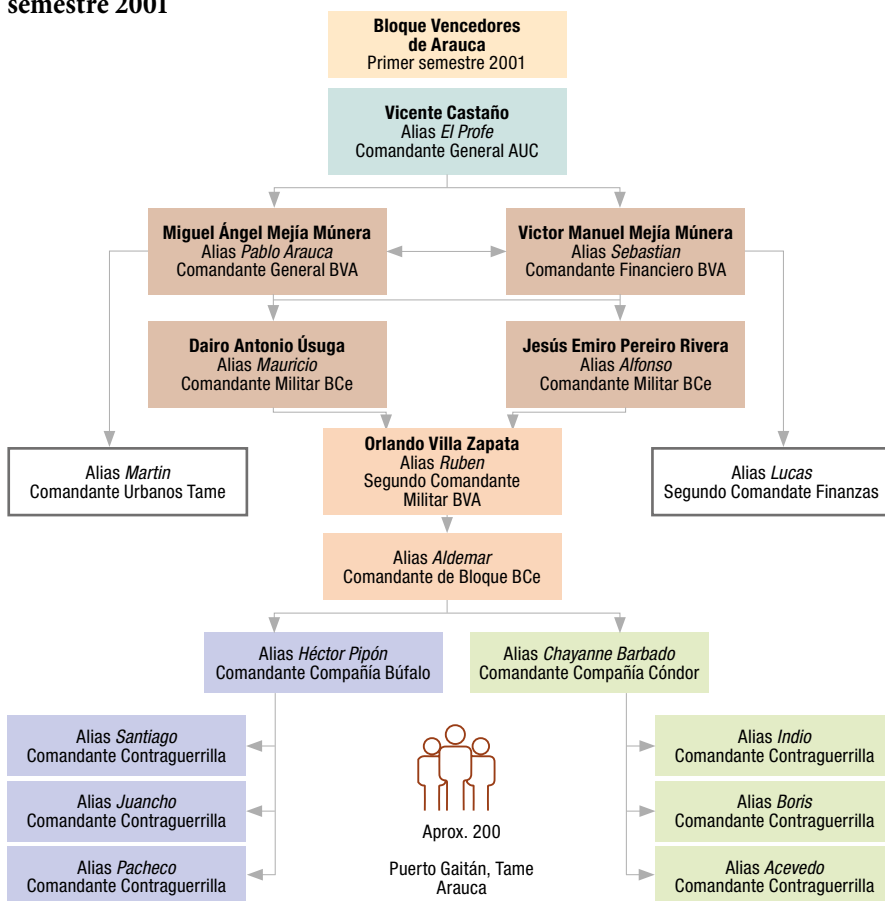 semestre 2001
Bloque Vencedores
de Arauca
Primer semestre 2001
Vicente Castaño
Alias El Profe
Comandante General AUC
Miguel Ángel Mejía Múnera
Alias Pablo Arauca
Comandante General BVA
Victor Manuel Mejía Múnera
Alias Sebastian
Comandante Financiero BVA
Dairo Antonio Úsuga
Alias Mauricio
Comandante Militar BCe
Jesús Emiro Pereiro Rivera
Alias Alfonso
Comandante Militar BCe
Alias Martin
Comandante Urbanos Tame
Orlando Villa Zapata
Alias Ruben
Segundo Comandante
Militar BVA
Alias Lucas
Segundo Comandate Finanzas
Alias Aldemar
Comandante de Bloque BCe
Alias Héctor Pipón
Comandante Compañía Búfalo
Alias Chayanne Barbado
Comandante Compañía Cóndor
Alias Santiago
Comandante Contraguerrilla
Alias Juancho
Comandante Contraguerrilla
Alias Pacheco
Comandante Contraguerrilla
Aprox. 200
Puerto Gaitán, Tame
Arauca
Alias Indio
Comandante Contraguerrilla
Alias Boris
Comandante Contraguerrilla
Alias Acevedo
Comandante Contraguerrilla